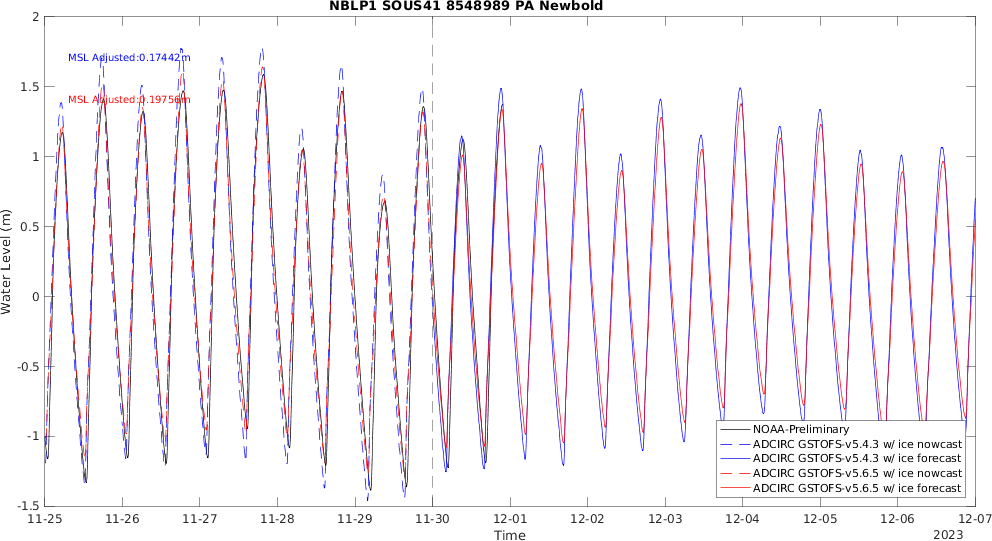 NBLP1 SOUS41 8548989 PA Newbold
MSL Adjusted:0.17442m
MSL Adjusted:0.19756m
Water Level (m)
2
1.5
1
0.5
0
-0.5
-1
-1.5
NOAA-Preliminary
ADCIRC GSTOFS-v5.4.3 w/ ice nowcast
ADCIRC GSTOFS-v5.4.3 w/ ice forecast
ADCIRC GSTOFS-v5.6.5 w/ ice nowcast
ADCIRC GSTOFS-v5.6.5 w/ ice forecast
11-25 11-26 11-27 11-28 11-29 11-30 12-01 12-02 12-03 12-04 12-05 12-06 12-07
Time
2023